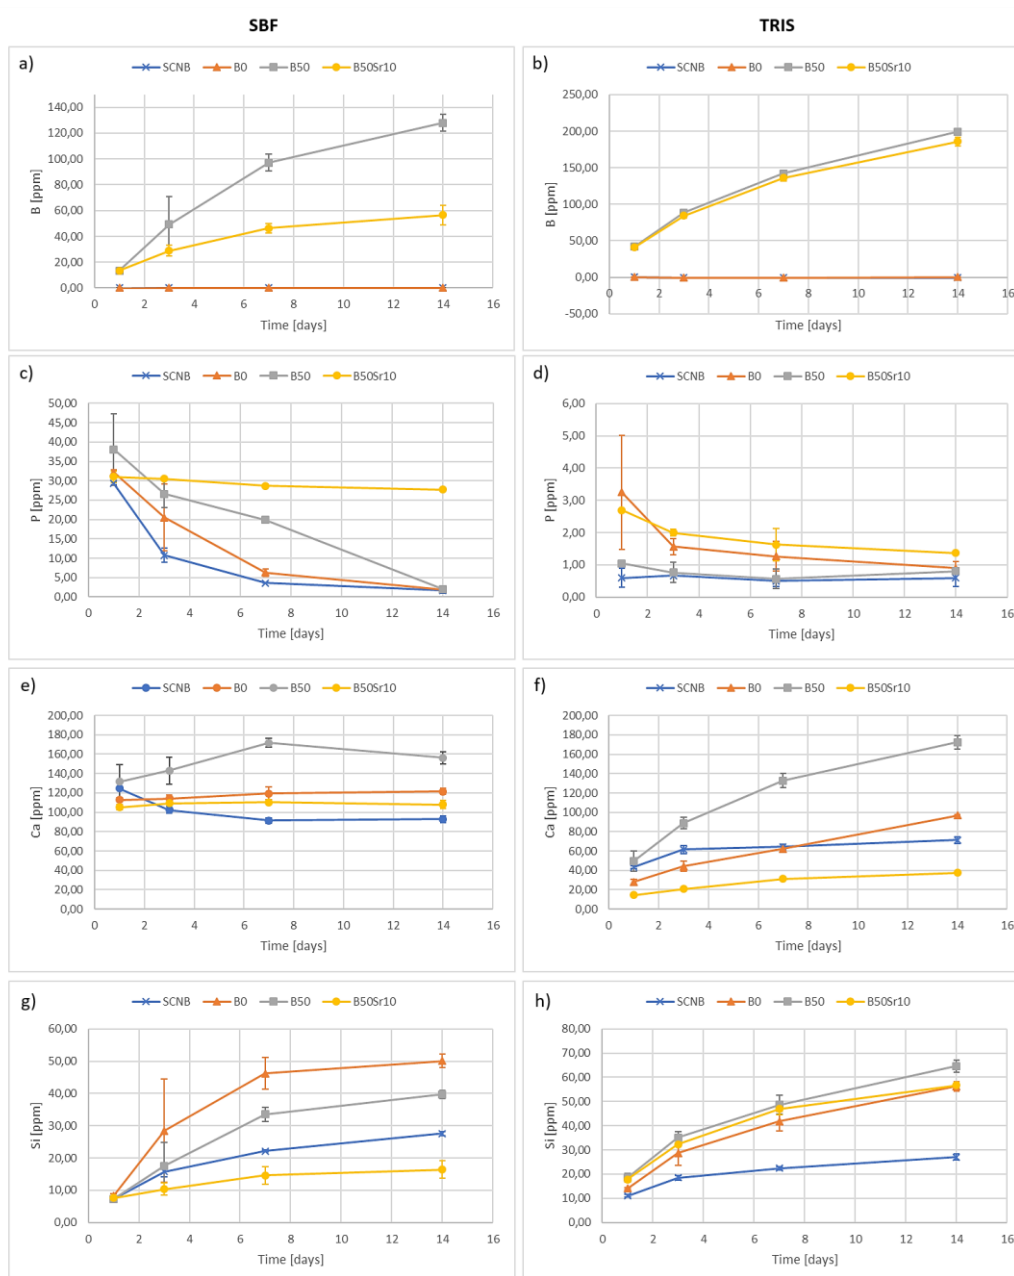 SBF
TRIS
a)
SCNB B0 B50 B50Sr10
140,00
120,00
100,00
80,00
60,00
40,00
20,00
0,00
B [ppm]
0 2 4 6 8 10 12 14 16
Time [days]
b)
SCNB B0 B50 B50Sr10
250,00
200,00
150,00
100,00
50,00
0,00
-50,00
B [ppm]
0 2 4 6 8 10 12 14 16
Time [days]
c)
SCNB B0 B50 B50Sr10
50,00
45,00
40,00
35,00
30,00
25,00
20,00
15,00
10,00
5,00
0,00
P [ppm]
0 2 4 6 8 10 12 14 16
Time [days]
d)
SCNB B0 B50 B50Sr10
6,00
5,00
4,00
3,00
2,00
1,00
0,00
P [ppm]
0 2 4 6 8 10 12 14 16
Time [days]
e)
SCNB B0 B50 B50Sr10
200,00
180,00
160,00
140,00
120,00
100,00
80,00
60,00
40,00
20,00
0,00
Ca [ppm]
0 2 4 6 8 10 12 14 16
Time [days]
f)
SCNB B0 B50 B50Sr10
200,00
180,00
160,00
140,00
120,00
100,00
80,00
60,00
40,00
20,00
0,00
Ca [ppm]
0 2 4 6 8 10 12 14 16
Time [days]
g)
SCNB B0 B50 B50Sr10
60,00
50,00
40,00
30,00
20,00
10,00
0,00
Si [ppm]
0 2 4 6 8 10 12 14 16
Time [days]
h)
SCNB B0 B50 B50Sr10
80,00
70,00
60,00
50,00
40,00
30,00
20,00
10,00
0,00
Si [ppm]
0 2 4 6 8 10 12 14 16
Time [days]